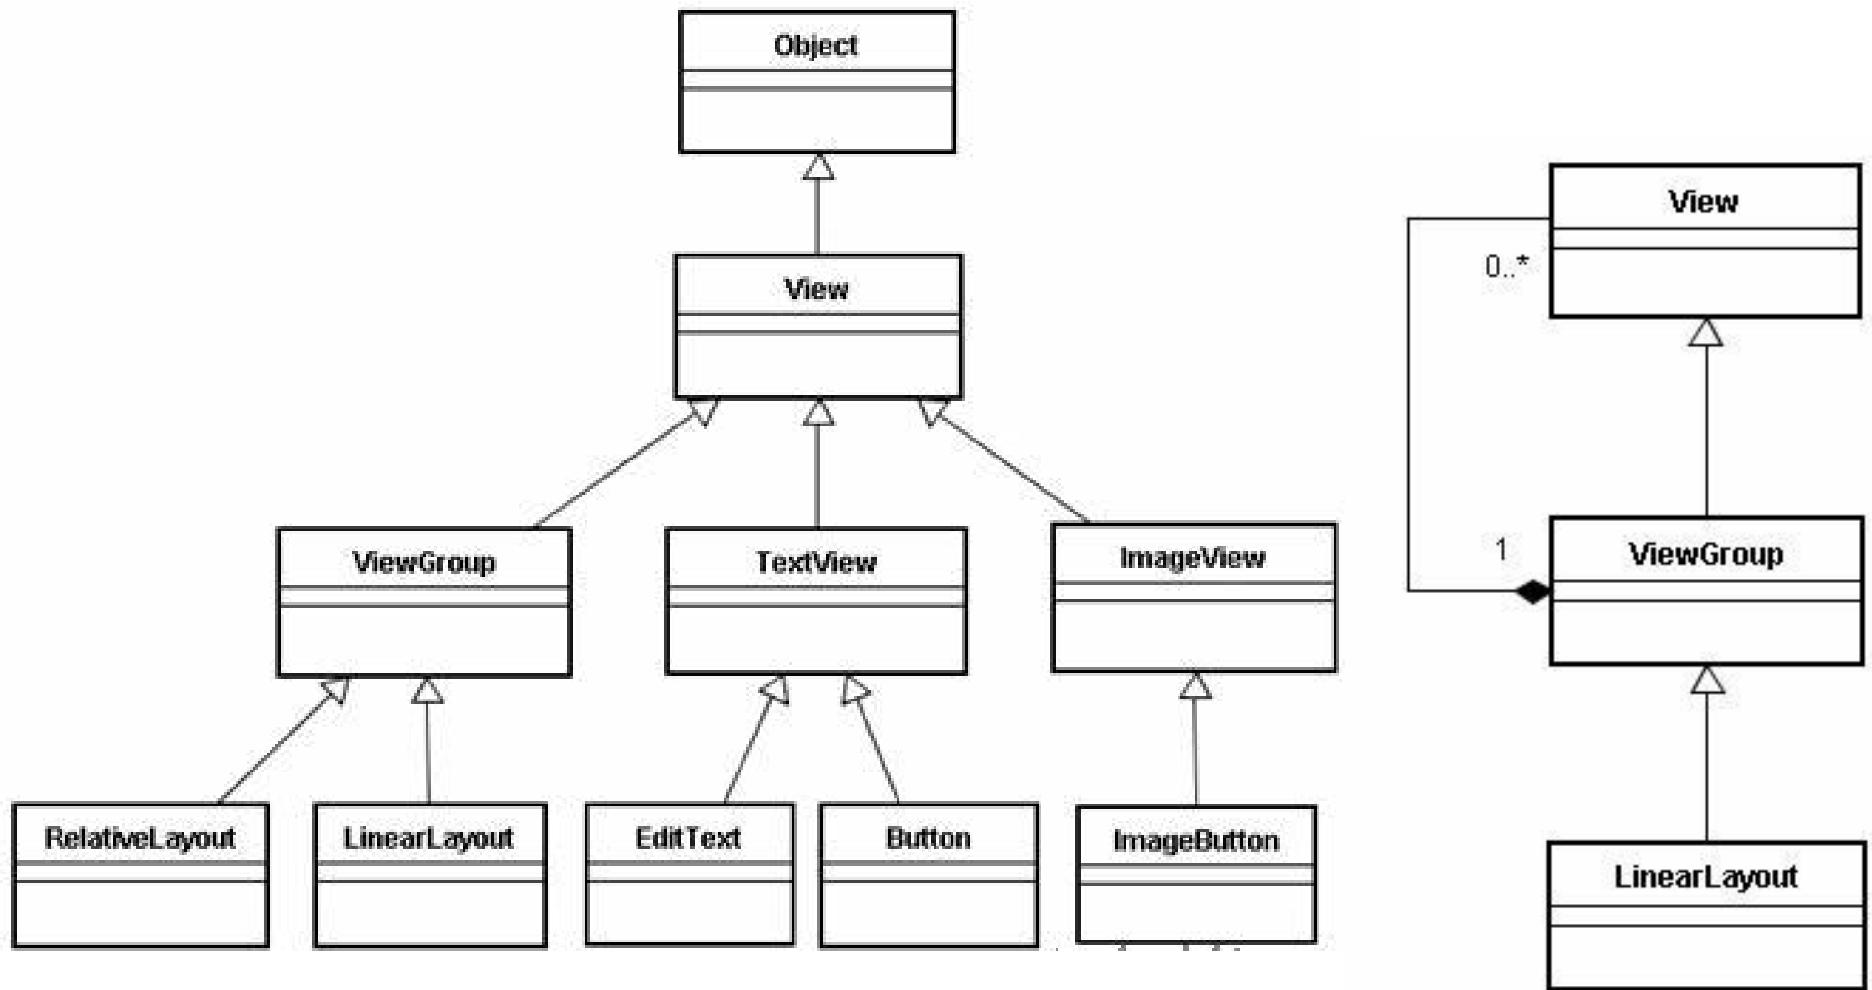 Object
View
ViewGroup
TextView
ImageView
RelativeLayout
LinearLayout
EditText
Button
ImageButton
View
0..*
1
ViewGroup
LinearLayout